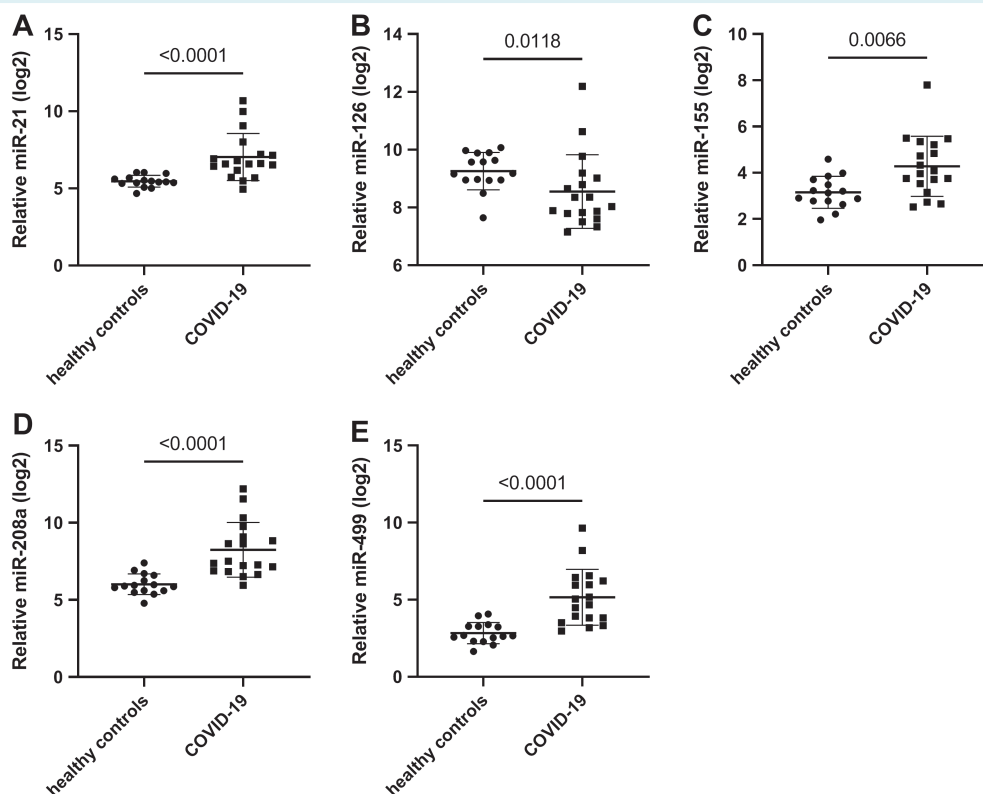 A
Relative miR-21 (log2)
15
10
5
0
<0.0001
healthy controls
COVID-19
B
Relative miR-126 (log2)
14
12
10
8
6
0.0118
healthy controls
COVID-19
C
Relative miR-155 (log2)
10
8
6
4
2
0
0.0066
healthy controls
COVID-19
D
Relative miR-208a (log2)
15
10
5
0
<0.0001
healthy controls
COVID-19
E
Relative miR-499 (log2)
15
10
5
0
<0.0001
healthy controls
COVID-19